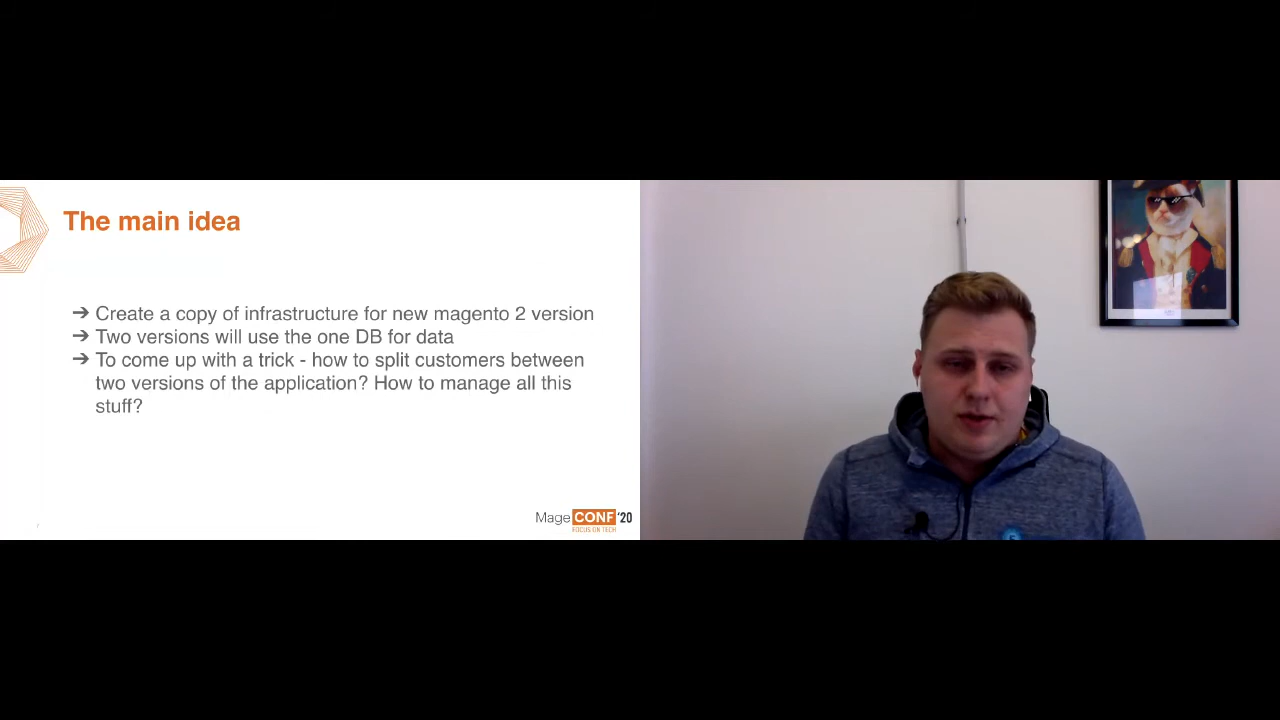 The main idea
➔ Create a copy of infrastructure for new magento 2 version
➔ Two versions will use the one DB for data
➔ To come up with a trick - how to split customers between
two versions of the application? How to manage all this
stuff?
Mage CONF '20
FOCUS ON TECH